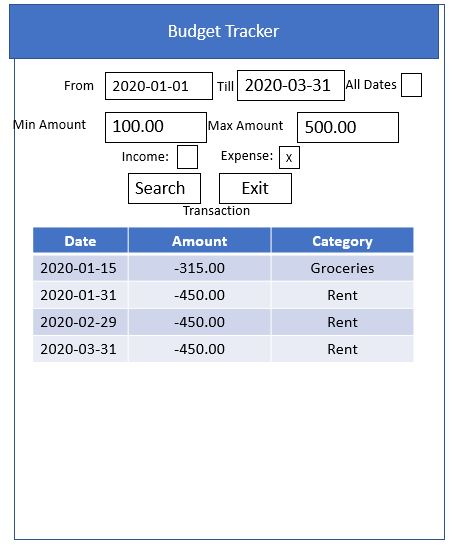 Budget Tracker
From 2020-01-01 Till 2020-03-31 All Dates
Min Amount 100.00 Max Amount 500.00
Income: Expense: x
Search Exit
Transaction
Date Amount Category
2020-01-15 -315.00 Groceries
2020-01-31 -450.00 Rent
2020-02-29 -450.00 Rent
2020-03-31 -450.00 Rent